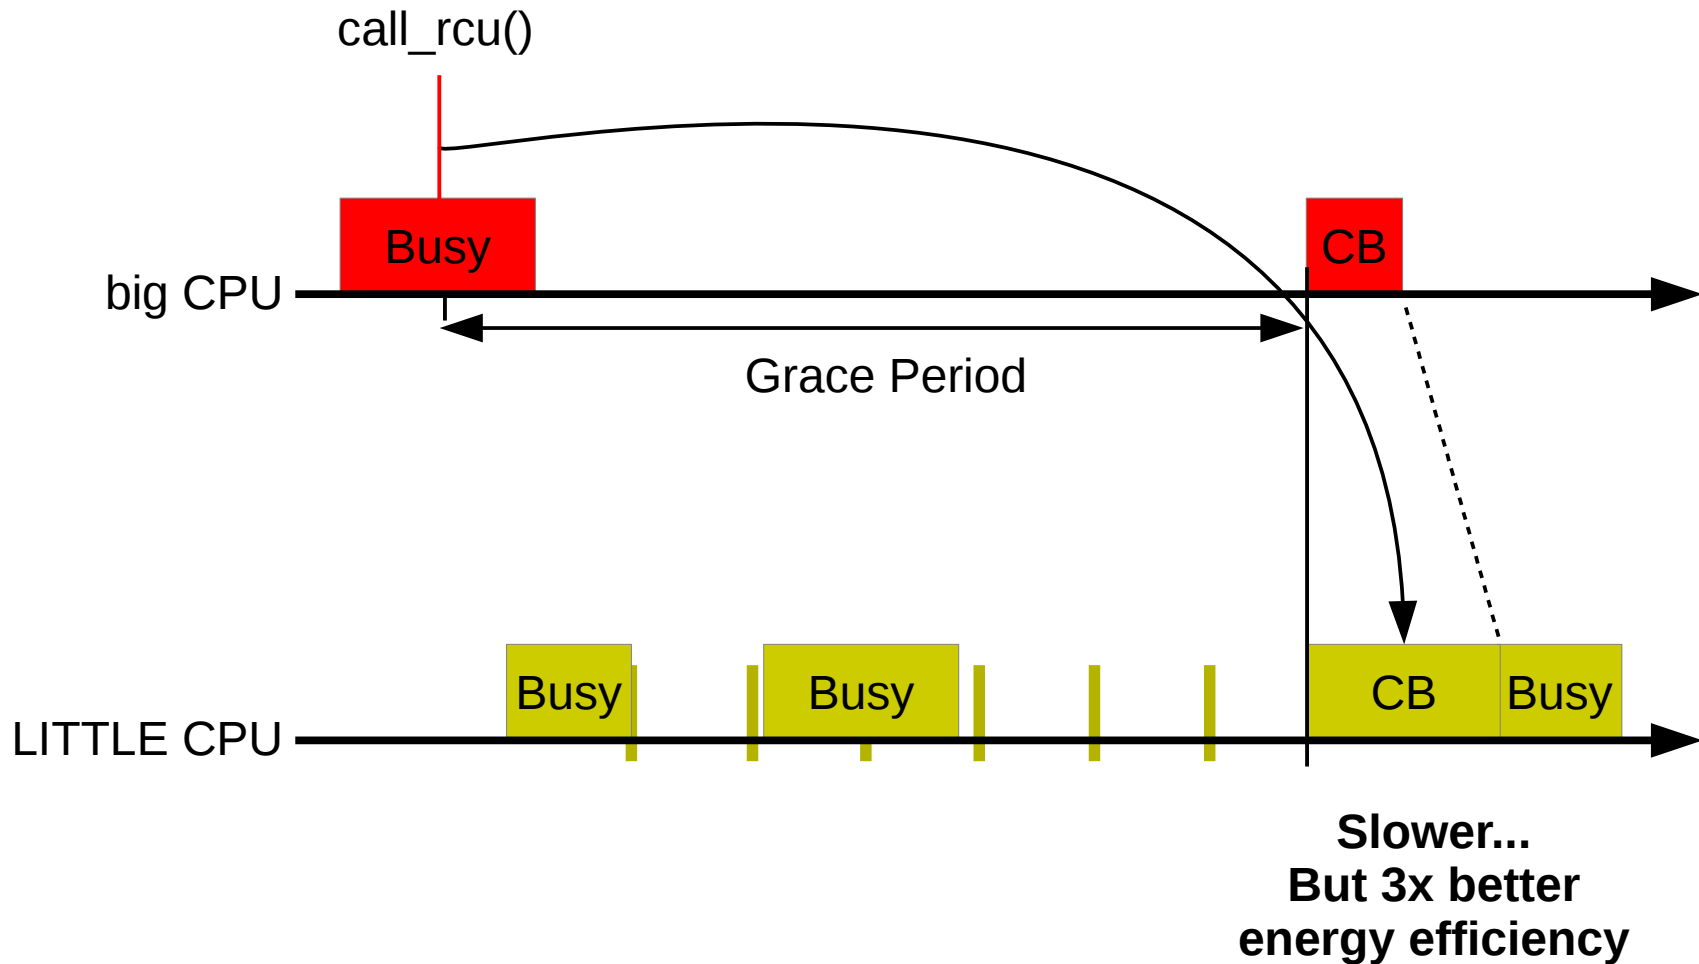 call_rcu()
Busy
CB
big CPU
Grace Period
Busy
Busy
CB
Busy
LITTLE CPU
Slower...
But 3x better
energy efficiency